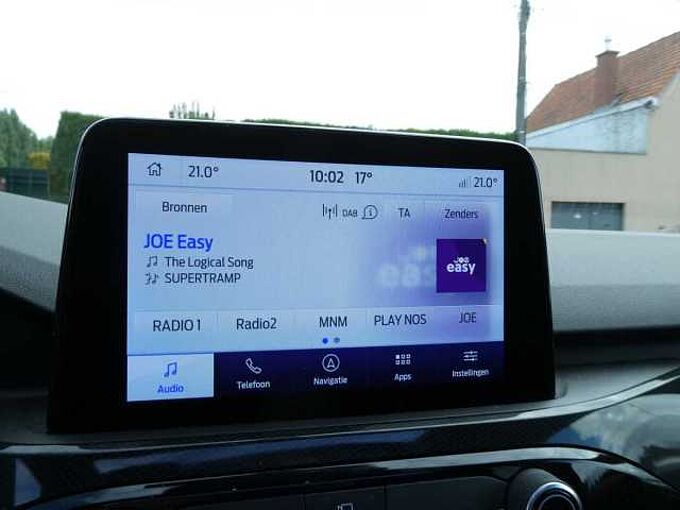 21.0° 10:02 17° 21.0°
Bronnen DAB TA Zenders
JOE Easy
The Logical Song
SUPERTRAMP
JOE
easy
RADIO 1 Radio2 MNM PLAY NOS JOE
Audio Telefoon Navigatie Apps Instellingen